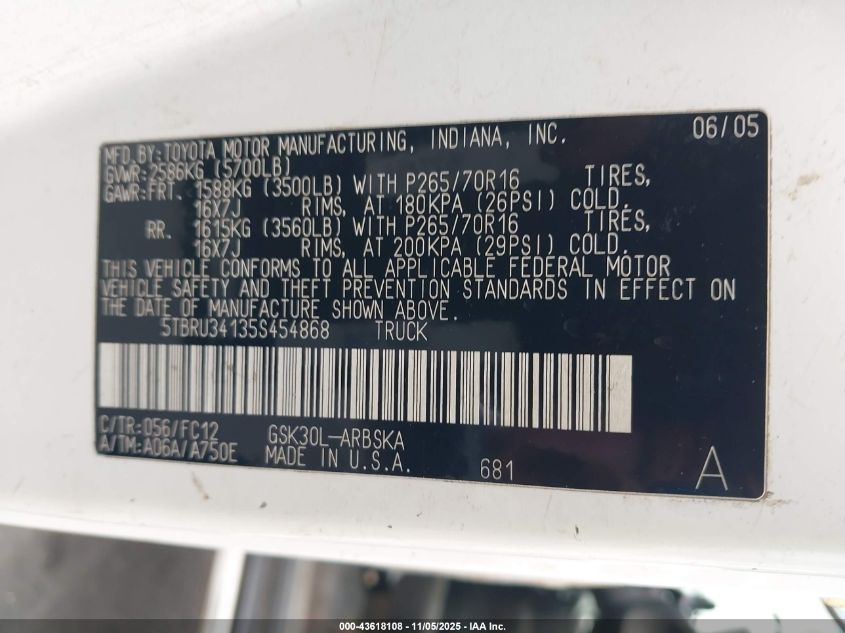 MFD.BY:TOYOTA MOTOR MANUFACTURING, INDIANA, INC. 06/05
GVWR:2586KG (5700LB)
GAWR:FRT. 1588KG (3500LB) WITH P265/70R16 TIRES,
16X7J RIMS, AT 180KPA (26PSI) COLD.
RR. 1615KG (3560LB) WITH P265/70R16 TIRES,
16X7J RIMS, AT 200KPA (29PSI) COLD.
THIS VEHICLE CONFORMS TO ALL APPLICABLE FEDERAL MOTOR
VEHICLE SAFETY AND THEFT PREVENTION STANDARDS IN EFFECT ON
THE DATE OF MANUFACTURE SHOWN ABOVE.
5TBRU34135S454868 TRUCK
C/TR:056/FC12 GSK30L-ARBSKA
A/TM:A06A/A750E MADE IN U.S.A. 681 A
000-43618108 - 11/05/2025 - IAA Inc.